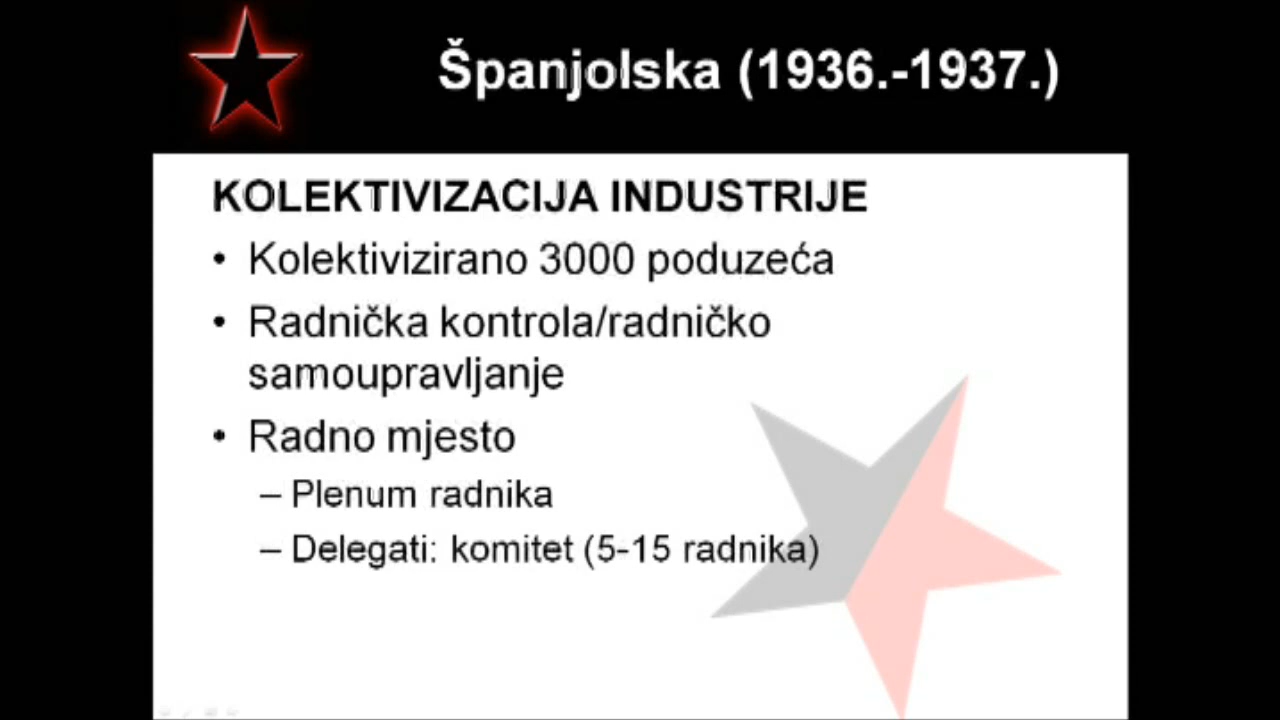 Španjolska (1936.-1937.)
KOLEKTIVIZACIJA INDUSTRIJE
• Kolektivizirano 3000 poduzeća
• Radnička kontrola/radničko
samoupravljanje
• Radno mjesto
– Plenum radnika
– Delegati: komitet (5-15 radnika)